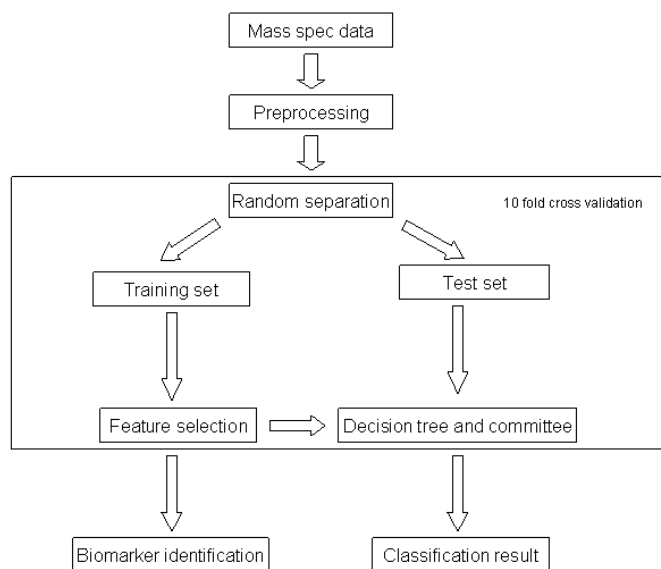 Mass spec data
Preprocessing
Random separation
10 fold cross validation
Training set
Test set
Feature selection
Decision tree and committee
Biomarker identification
Classification result